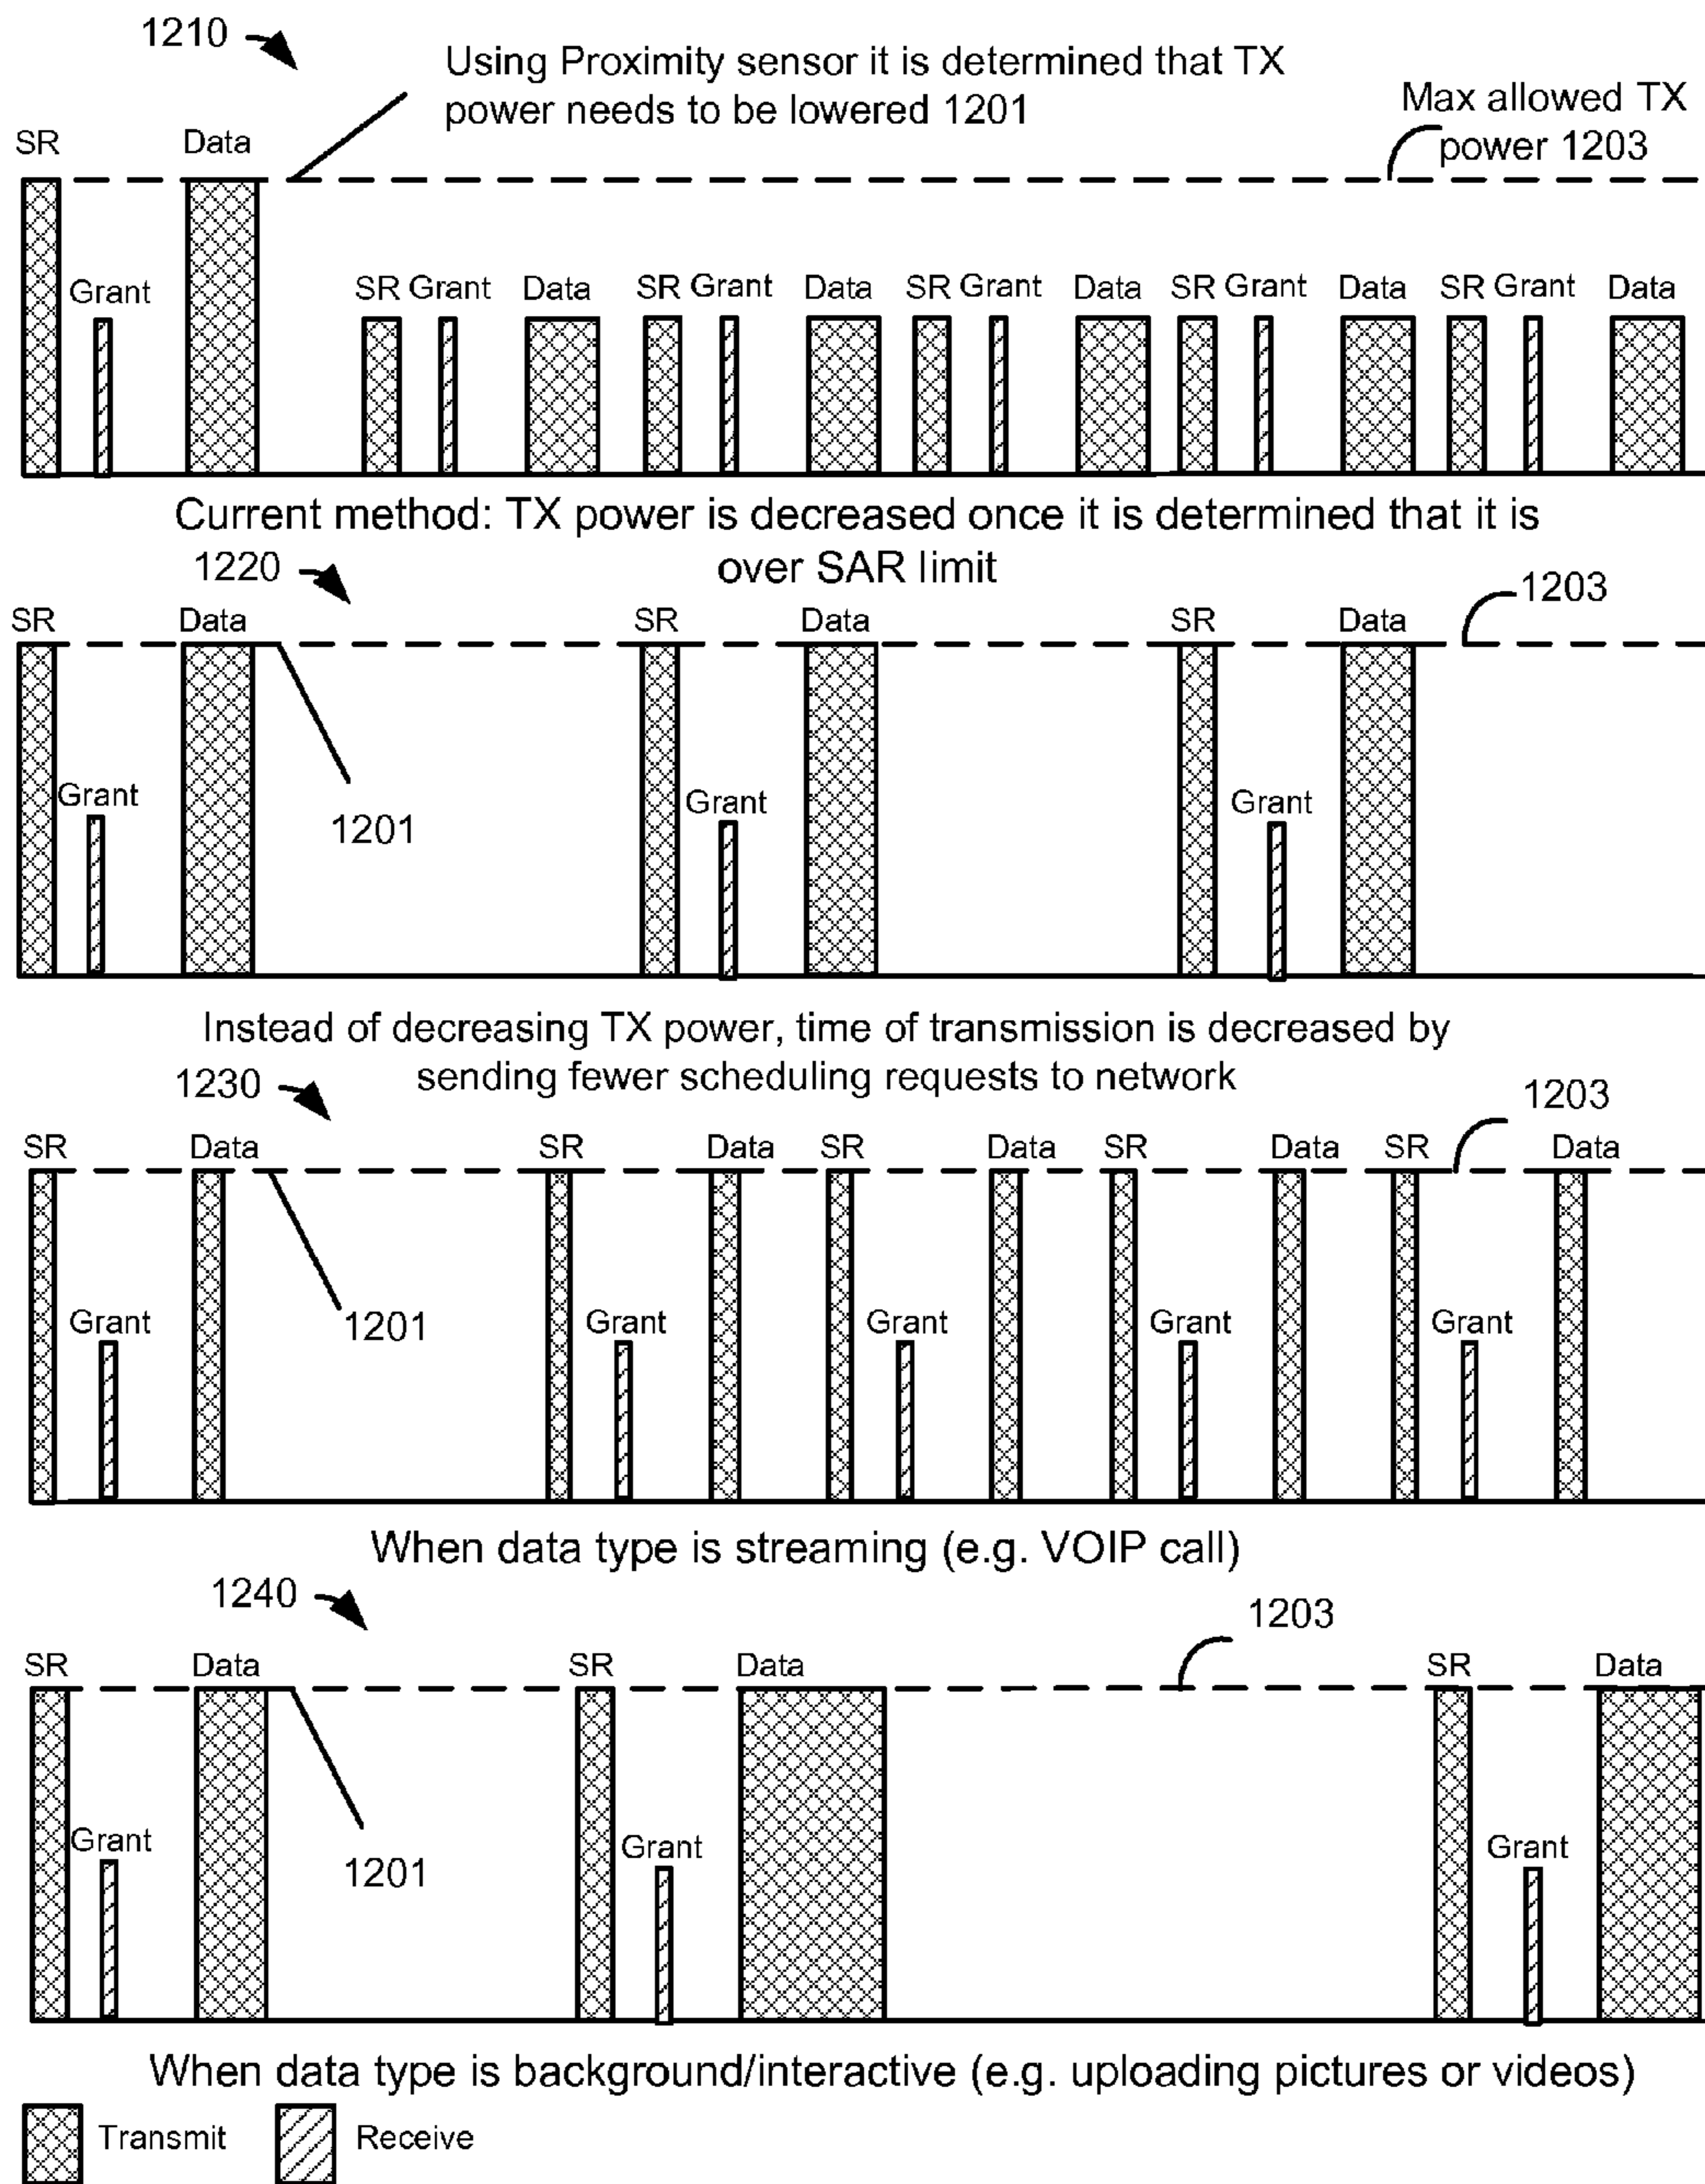 1210
Using Proximity sensor it is determined that TX
power needs to be lowered 1201
Max allowed TX
power 1203
SR Data
Grant SR Grant Data SR Grant Data SR Grant Data SR Grant Data SR Grant Data
Current method: TX power is decreased once it is determined that it is
over SAR limit
1220
1203
SR Data SR Data SR Data
Grant Grant Grant
1201
Instead of decreasing TX power, time of transmission is decreased by
sending fewer scheduling requests to network
1230
1203
SR Data SR Data SR Data SR Data SR Data
Grant Grant Grant Grant Grant
1201
When data type is streaming (e.g. VOIP call)
1240
1203
SR Data SR Data SR Data
Grant Grant Grant
1201
When data type is background/interactive (e.g. uploading pictures or videos)
Transmit Receive